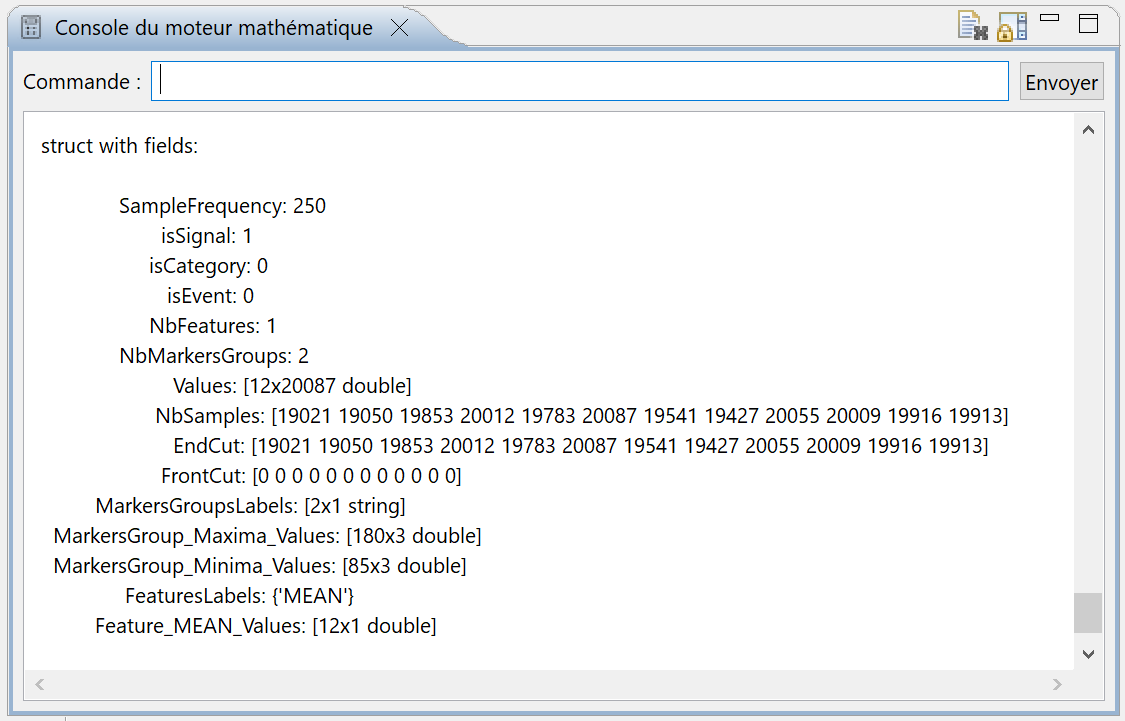 Console du moteur mathématique
Commande :
Envoyer
struct with fields:
SampleFrequency: 250
isSignal: 1
isCategory: 0
isEvent: 0
NbFeatures: 1
NbMarkersGroups: 2
Values: [12x20087 double]
NbSamples: [19021 19050 19853 20012 19783 20087 19541 19427 20055 20009 19916 19913]
EndCut: [19021 19050 19853 20012 19783 20087 19541 19427 20055 20009 19916 19913]
FrontCut: [0 0 0 0 0 0 0 0 0 0 0 0]
MarkersGroupsLabels: [2x1 string]
MarkersGroup_Maxima_Values: [180x3 double]
MarkersGroup_Minima_Values: [85x3 double]
FeaturesLabels: {'MEAN'}
Feature_MEAN_Values: [12x1 double]